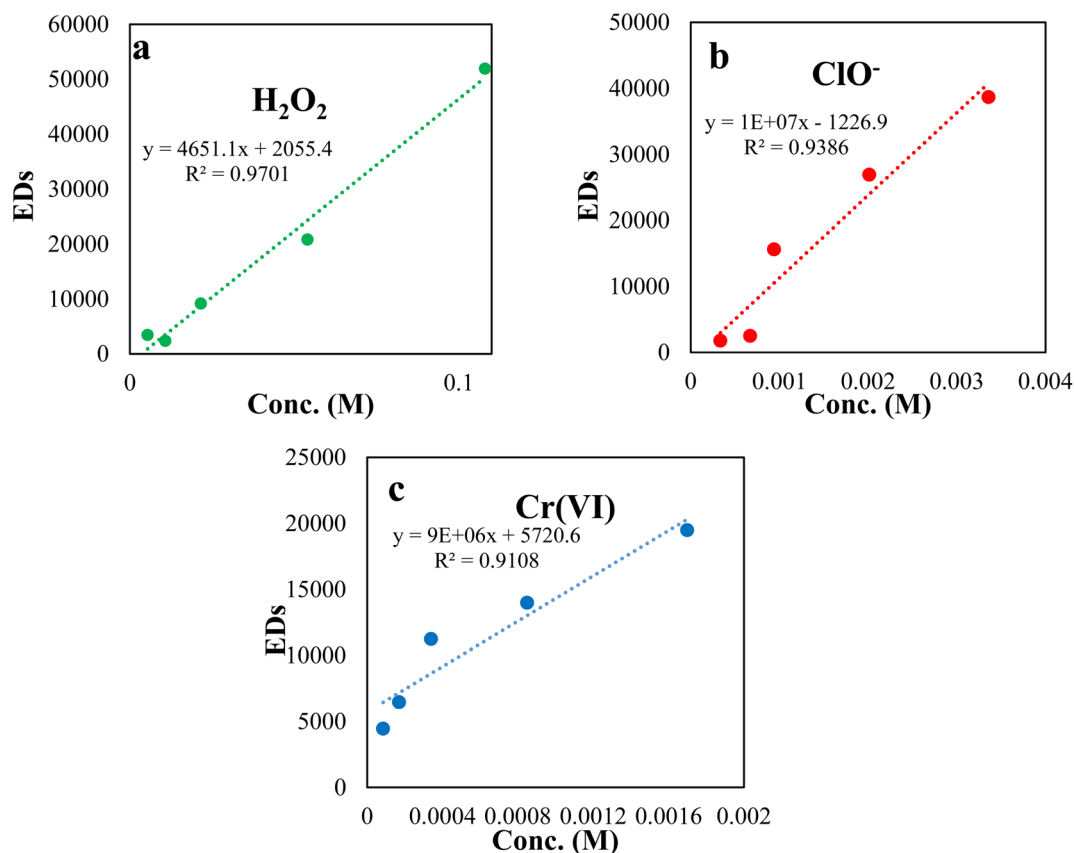 a
H₂O₂
y = 4651.1x + 2055.4
R² = 0.9701
EDs
60000
50000
40000
30000
20000
10000
0
0 0.1
Conc. (M)
b
ClO⁻
y = 1E+07x - 1226.9
R² = 0.9386
EDs
50000
40000
30000
20000
10000
0
0 0.001 0.002 0.003 0.004
Conc. (M)
c
Cr(VI)
y = 9E+06x + 5720.6
R² = 0.9108
EDs
25000
20000
15000
10000
5000
0
0 0.0004 0.0008 0.0012 0.0016 0.002
Conc. (M)